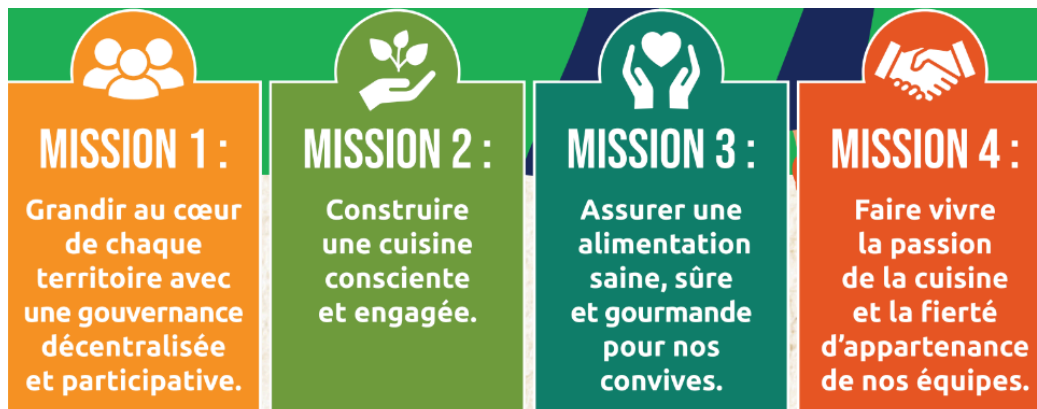 MISSION 1 :
Grandir au cœur
de chaque
territoire avec
une gouvernance
décentralisée
et participative.
MISSION 2 :
Construire
une cuisine
consciente
et engagée.
MISSION 3 :
Assurer une
alimentation
saine, sûre
et gourmande
pour nos
convives.
MISSION 4 :
Faire vivre
la passion
de la cuisine
et la fierté
d’appartenance
de nos équipes.